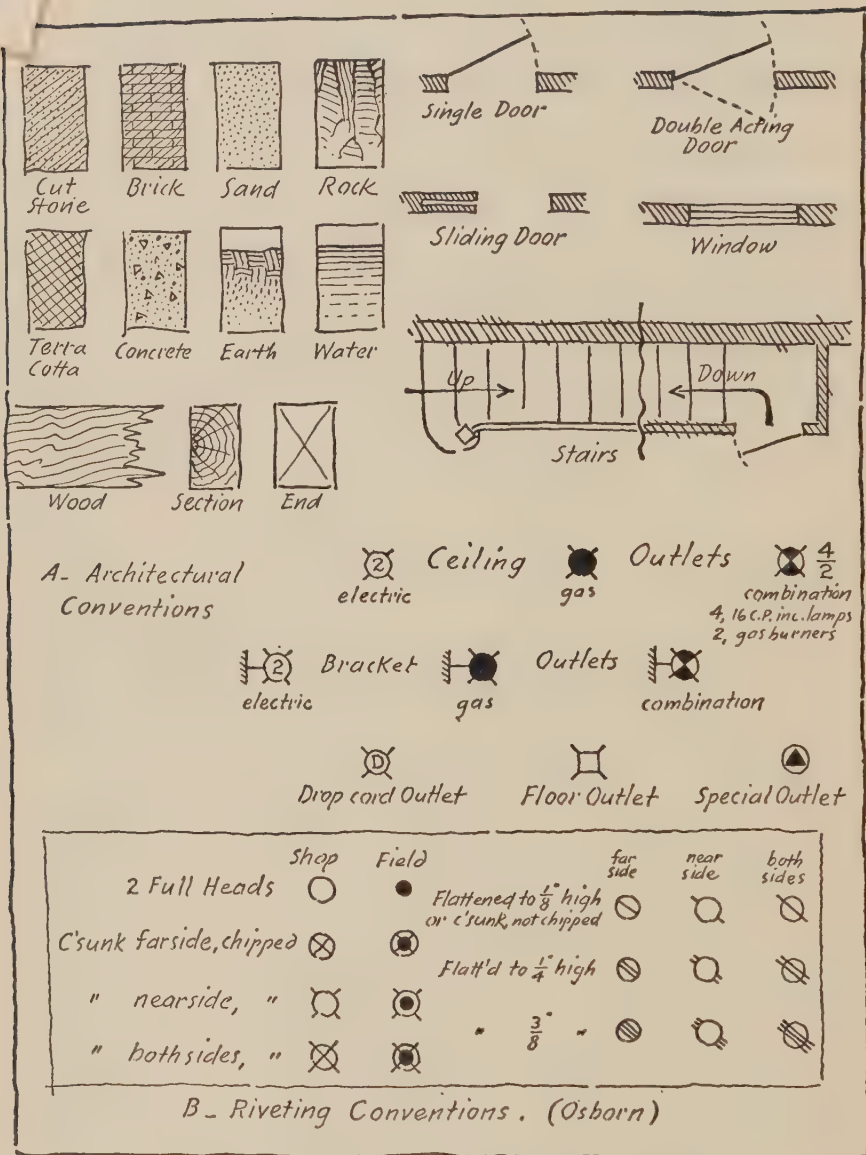 Single Door
Double Acting
Door
Cut
Stone
Brick
Sand
Rock
Sliding Door
Window
Terra
Cotta
Concrete
Earth
Water
Up
Down
Stairs
Wood
Section
End
A- Architectural
Conventions
2 Ceiling Outlets 4/2
electric
gas
combination
4, 16 C.P. inc. lamps
2, gas burners
2 Bracket Outlets
electric
gas
combination
D
Drop cord Outlet
Floor Outlet
Special Outlet
Shop Field
far side
near side
both sides
2 Full Heads
Flattened to 1/8" high
or c'sunk, not chipped
C'sunk farside, chipped
Flatt'd to 1/4" high
" nearside, "
" 3/8" "
" both sides, "
B - Riveting Conventions. (Osborn)